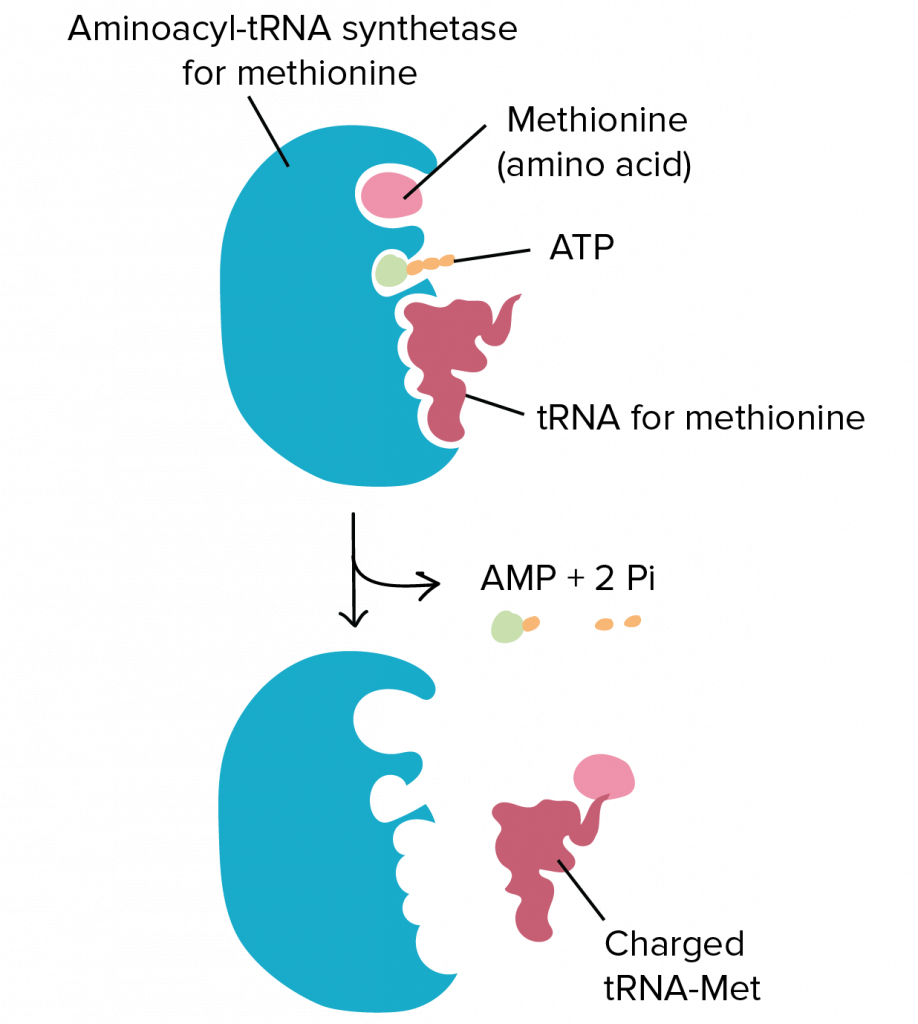 Aminoacyl-tRNA synthetase
for methionine
Methionine
(amino acid)
ATP
tRNA for methionine
AMP + 2 Pi
Charged
tRNA-Met